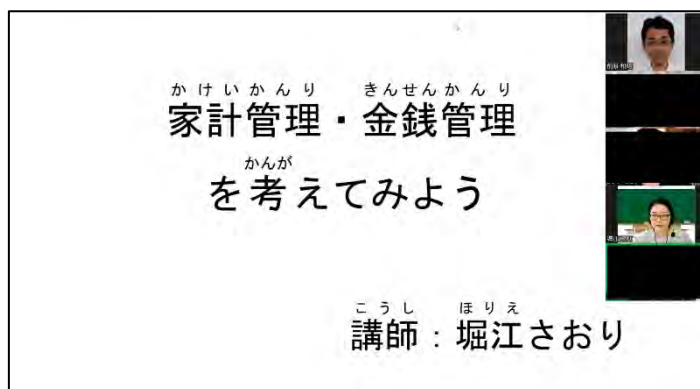 かけいかんり きんせんかんり
家計管理・金銭管理
かんが
を考えてみよう
こうし ほりえ
講師：堀江さおり